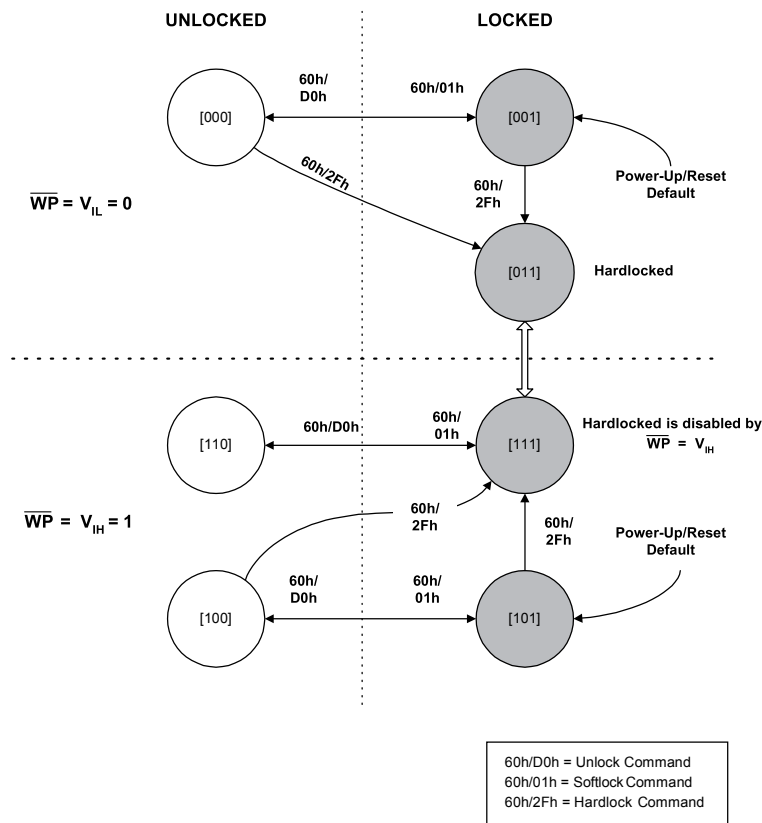 UNLOCKED
LOCKED
60h/
D0h
60h/01h
[000]
[001]
60h/2Fh
60h/
2Fh
Power-Up/Reset
Default
WP = VIL = 0
[011]
Hardlocked
60h/D0h
60h/
01h
[110]
[111]
Hardlocked is disabled by
WP = VIH
WP = VIH = 1
60h/
2Fh
60h/
2Fh
Power-Up/Reset
Default
60h/
D0h
60h/
01h
[100]
[101]
60h/D0h = Unlock Command
60h/01h = Softlock Command
60h/2Fh = Hardlock Command